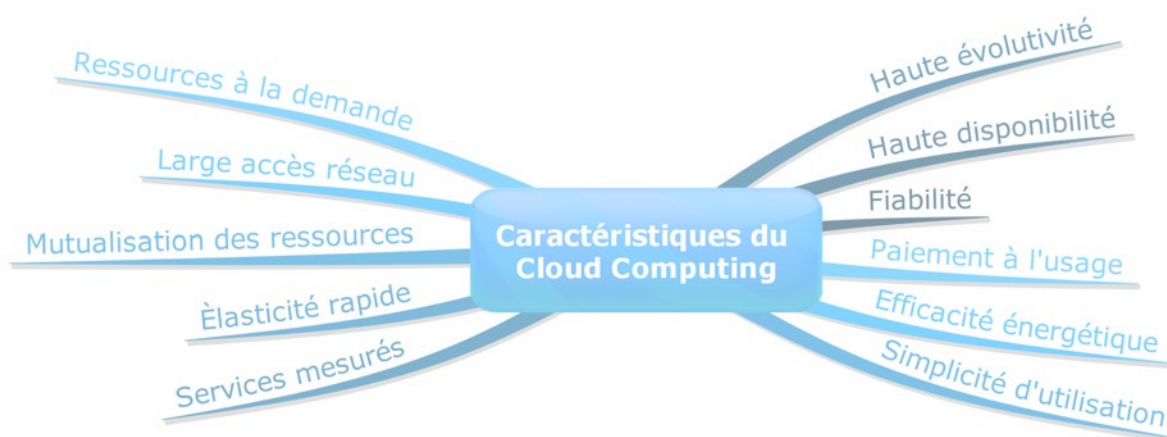 Ressources à la demande
Large accès réseau
Mutualisation des ressources
Èlasticité rapide
Services mesurés
Caractéristiques du
Cloud Computing
Haute évolutivité
Haute disponibilité
Fiabilité
Paiement à l'usage
Efficacité énergétique
Simplicité d'utilisation